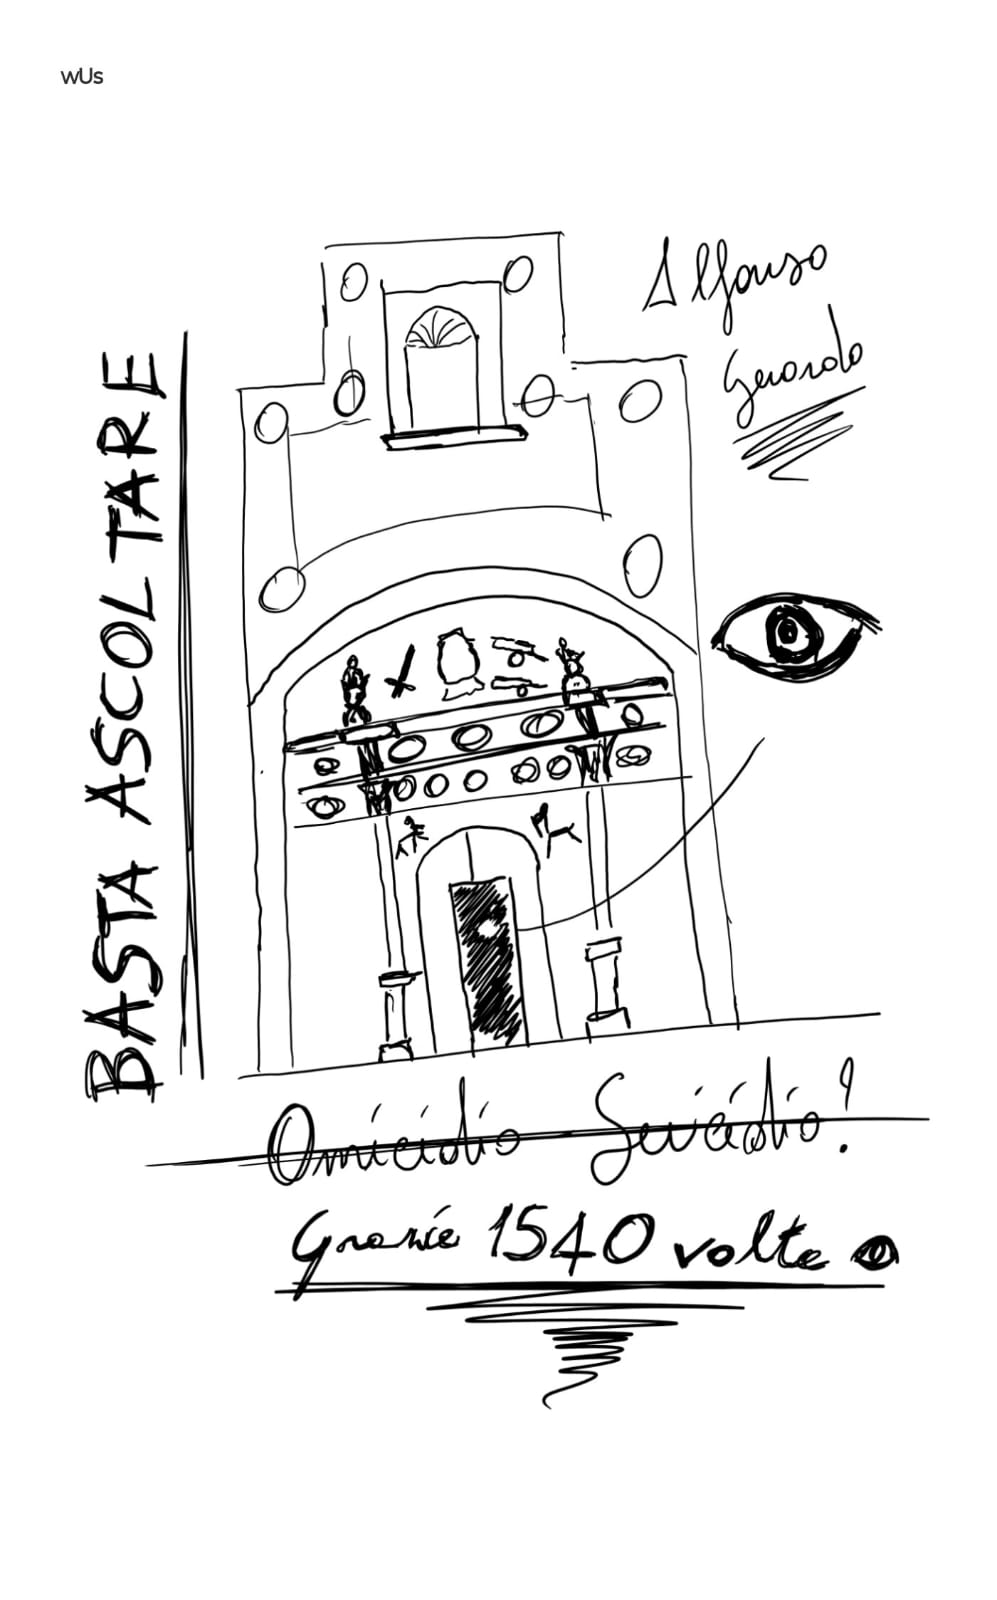 wUs
Alfonso
Gerardo
BASTA ASCOLTARE
Omicidio Suicidio?
Grazie 1540 volte